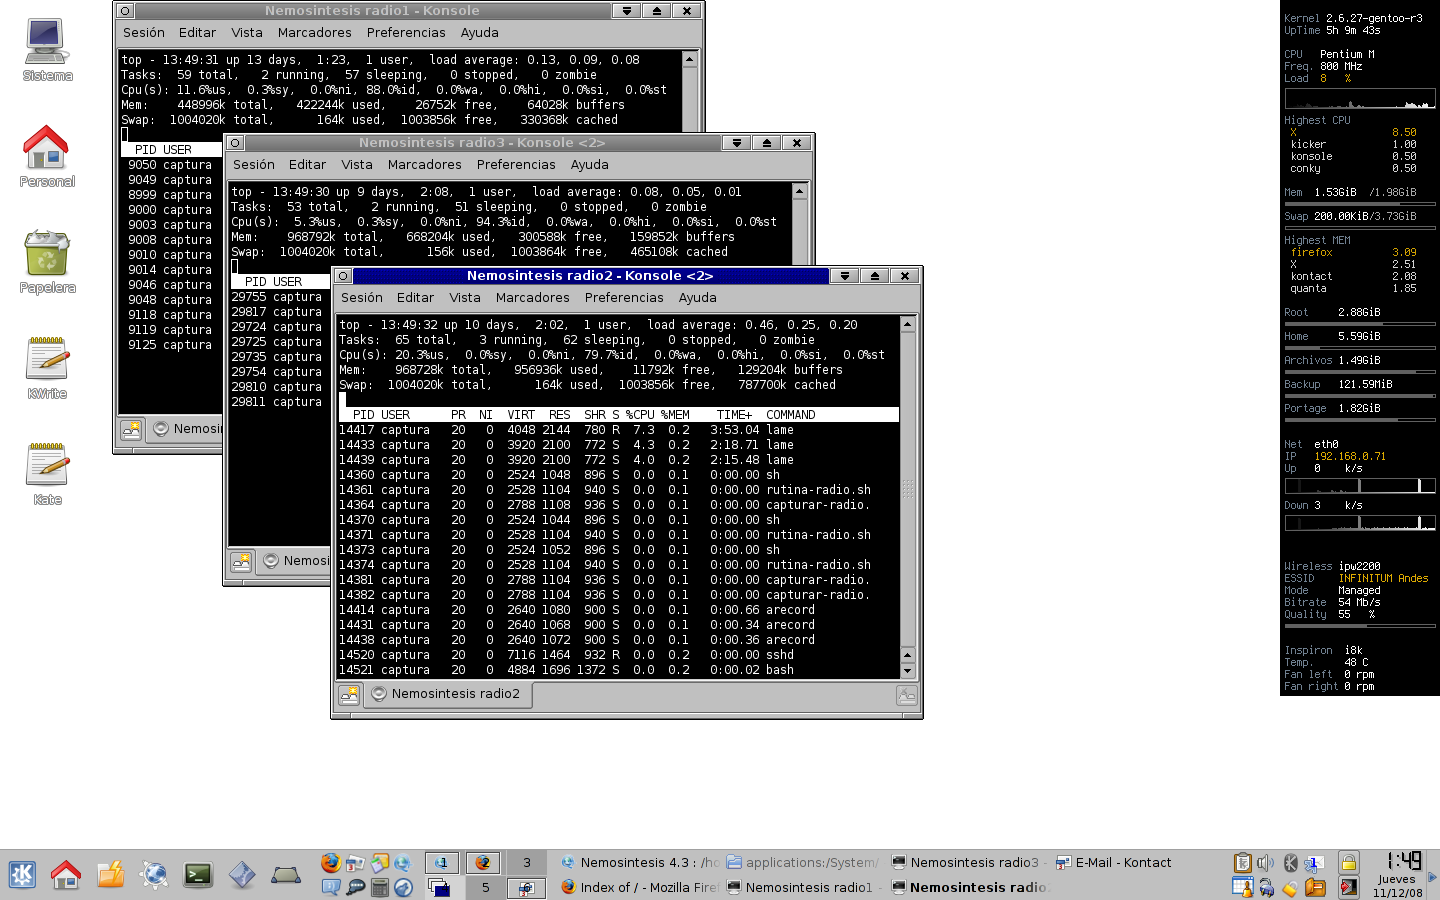 Sistema
Personal
Papelera
KWrite
Kate
Nemosintesis radio1 - Konsole
Sesión Editar Vista Marcadores Preferencias Ayuda
top - 13:49:31 up 13 days,  1:23,  1 user,  load average: 0.13, 0.09, 0.08
Tasks:  59 total,   2 running,  57 sleeping,   0 stopped,   0 zombie
Cpu(s): 11.6%us,  0.3%sy,  0.0%ni, 88.0%id,  0.0%wa,  0.0%hi,  0.0%si,  0.0%st
Mem:    448996k total,   422244k used,    26752k free,    64028k buffers
Swap:  1004020k total,      164k used,  1003856k free,   330368k cached
PID USER
9050 captura
9049 captura
8999 captura
9000 captura
9003 captura
9008 captura
9010 captura
9014 captura
9046 captura
9048 captura
9118 captura
9119 captura
9125 captura
Nemosin
Nemosintesis radio3 - Konsole <2>
Sesión Editar Vista Marcadores Preferencias Ayuda
top - 13:49:30 up 9 days,  2:08,  1 user,  load average: 0.08, 0.05, 0.01
Tasks:  53 total,   2 running,  51 sleeping,   0 stopped,   0 zombie
Cpu(s):  5.3%us,  0.3%sy,  0.0%ni, 94.3%id,  0.0%wa,  0.0%hi,  0.0%si,  0.0%st
Mem:    968792k total,   668204k used,   300588k free,   159852k buffers
Swap:  1004020k total,      156k used,  1003864k free,   465108k cached
PID USER
29755 captura
29817 captura
29724 captura
29725 captura
29735 captura
29754 captura
29810 captura
29811 captura
Nemosi
Nemosintesis radio2 - Konsole <2>
Sesión Editar Vista Marcadores Preferencias Ayuda
top - 13:49:32 up 10 days,  2:02,  1 user,  load average: 0.46, 0.25, 0.20
Tasks:  65 total,   3 running,  62 sleeping,   0 stopped,   0 zombie
Cpu(s): 20.3%us,  0.0%sy,  0.0%ni, 79.7%id,  0.0%wa,  0.0%hi,  0.0%si,  0.0%st
Mem:    968728k total,   956936k used,    11792k free,   129204k buffers
Swap:  1004020k total,      164k used,  1003856k free,   787700k cached
PID USER      PR  NI  VIRT  RES  SHR S %CPU %MEM    TIME+  COMMAND
14417 captura   20   0  4048 2144  780 R  7.3  0.2   3:53.04 lame
14433 captura   20   0  3920 2100  772 S  4.3  0.2   2:18.71 lame
14439 captura   20   0  3920 2100  772 S  4.0  0.2   2:15.48 lame
14360 captura   20   0  2524 1048  896 S  0.0  0.1   0:00.00 sh
14361 captura   20   0  2528 1104  940 S  0.0  0.1   0:00.00 rutina-radio.sh
14364 captura   20   0  2788 1108  936 S  0.0  0.1   0:00.00 capturar-radio.
14370 captura   20   0  2524 1044  896 S  0.0  0.1   0:00.00 sh
14371 captura   20   0  2528 1104  940 S  0.0  0.1   0:00.00 rutina-radio.sh
14373 captura   20   0  2524 1052  896 S  0.0  0.1   0:00.00 sh
14374 captura   20   0  2528 1104  940 S  0.0  0.1   0:00.00 rutina-radio.sh
14381 captura   20   0  2788 1104  936 S  0.0  0.1   0:00.00 capturar-radio.
14382 captura   20   0  2788 1104  936 S  0.0  0.1   0:00.00 capturar-radio.
14414 captura   20   0  2640 1080  900 S  0.0  0.1   0:00.66 arecord
14431 captura   20   0  2640 1068  900 S  0.0  0.1   0:00.34 arecord
14438 captura   20   0  2640 1072  900 S  0.0  0.1   0:00.36 arecord
14520 captura   20   0  7116 1464  932 R  0.0  0.2   0:00.00 sshd
14521 captura   20   0  4884 1696 1372 S  0.0  0.2   0:00.02 bash
Nemosintesis radio2
Kernel 2.6.27-gentoo-r3
UpTime 5h 9m 43s
CPU Pentium M
Freq. 800 MHz
Load 8 %
Highest CPU
X 8.50
kicker 1.00
konsole 0.50
conky 0.50
Mem 1.53GiB /1.98GiB
Swap 200.00KiB/3.73GiB
Highest MEM
firefox 3.09
X 2.51
kontact 2.08
quanta 1.85
Root 2.88GiB
Home 5.59GiB
Archivos 1.49GiB
Backup 121.59MiB
Portage 1.82GiB
Net eth0
IP 192.168.0.71
Up 0 k/s
Down 3 k/s
Wireless ipw2200
ESSID INFINITUM Andes
Mode Managed
Bitrate 54 Mb/s
Quality 55 %
Inspiron i8k
Temp. 48 C
Fan left 0 rpm
Fan right 0 rpm
1 2 3
5
Nemosintesis 4.3 : /ho applications:/System/ Nemosintesis radio3 - E-Mail - Kontact
Index of / - Mozilla Firef Nemosintesis radio1 - Nemosintesis radio2
1:49
Jueves
11/12/08